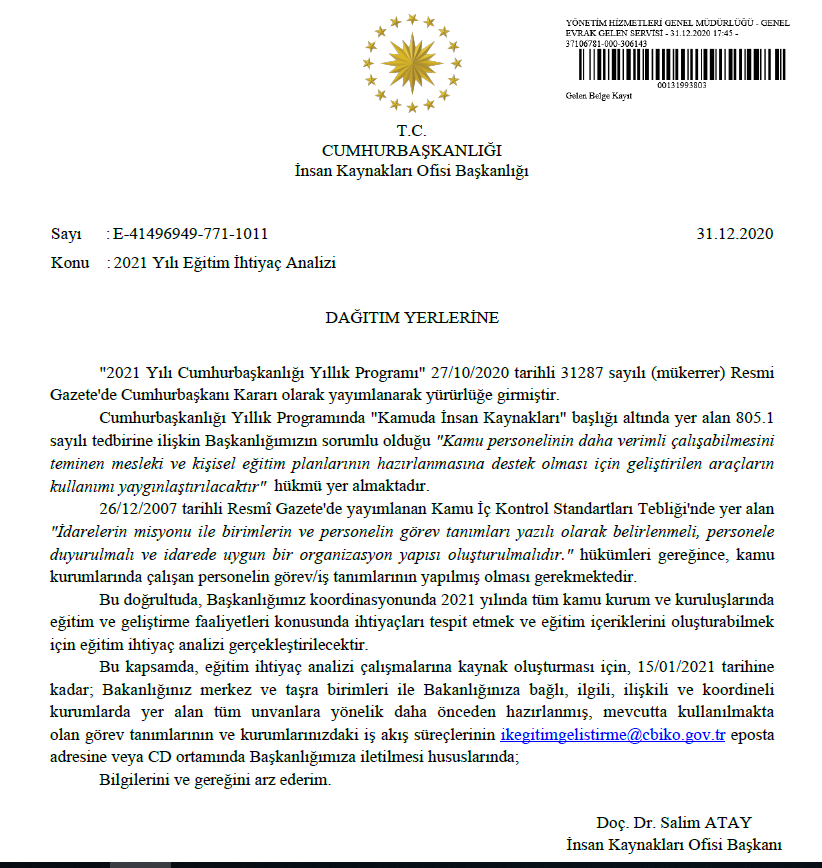 YÖNETİM HİZMETLERİ GENEL MÜDÜRLÜĞÜ - GENEL
EVRAK GELEN SERVİSİ - 31.12.2020 17:45 -
37106781-000-306143
00131993803
Gelen Belge Kayıt
T.C.
CUMHURBAŞKANLIĞI
İnsan Kaynakları Ofisi Başkanlığı
Sayı : E-41496949-771-1011 31.12.2020
Konu : 2021 Yılı Eğitim İhtiyaç Analizi
DAĞITIM YERLERİNE
"2021 Yılı Cumhurbaşkanlığı Yıllık Programı" 27/10/2020 tarihli 31287 sayılı (mükerrer) Resmi
Gazete'de Cumhurbaşkanı Kararı olarak yayımlanarak yürürlüğe girmiştir.
Cumhurbaşkanlığı Yıllık Programında "Kamuda İnsan Kaynakları" başlığı altında yer alan 805.1
sayılı tedbirine ilişkin Başkanlığımızın sorumlu olduğu "Kamu personelinin daha verimli çalışabilmesini
teminen mesleki ve kişisel eğitim planlarının hazırlanmasına destek olması için geliştirilen araçların
kullanımı yaygınlaştırılacaktır" hükmü yer almaktadır.
26/12/2007 tarihli Resmî Gazete'de yayımlanan Kamu İç Kontrol Standartları Tebliği'nde yer alan
"İdarelerin misyonu ile birimlerin ve personelin görev tanımları yazılı olarak belirlenmeli, personele
duyurulmalı ve idarede uygun bir organizasyon yapısı oluşturulmalıdır." hükümleri gereğince, kamu
kurumlarında çalışan personelin görev/iş tanımlarının yapılmış olması gerekmektedir.
Bu doğrultuda, Başkanlığımız koordinasyonunda 2021 yılında tüm kamu kurum ve kuruluşlarında
eğitim ve geliştirme faaliyetleri konusunda ihtiyaçları tespit etmek ve eğitim içeriklerini oluşturabilmek
için eğitim ihtiyaç analizi gerçekleştirilecektir.
Bu kapsamda, eğitim ihtiyaç analizi çalışmalarına kaynak oluşturması için, 15/01/2021 tarihine
kadar; Bakanlığınız merkez ve taşra birimleri ile Bakanlığınıza bağlı, ilgili, ilişkili ve koordineli
kurumlarda yer alan tüm unvanlara yönelik daha önceden hazırlanmış, mevcutta kullanılmakta
olan görev tanımlarının ve kurumlarınızdaki iş akış süreçlerinin ikegitimgelistirme@cbiko.gov.tr eposta
adresine veya CD ortamında Başkanlığımıza iletilmesi hususlarında;
Bilgilerini ve gereğini arz ederim.
Doç. Dr. Salim ATAY
İnsan Kaynakları Ofisi Başkanı